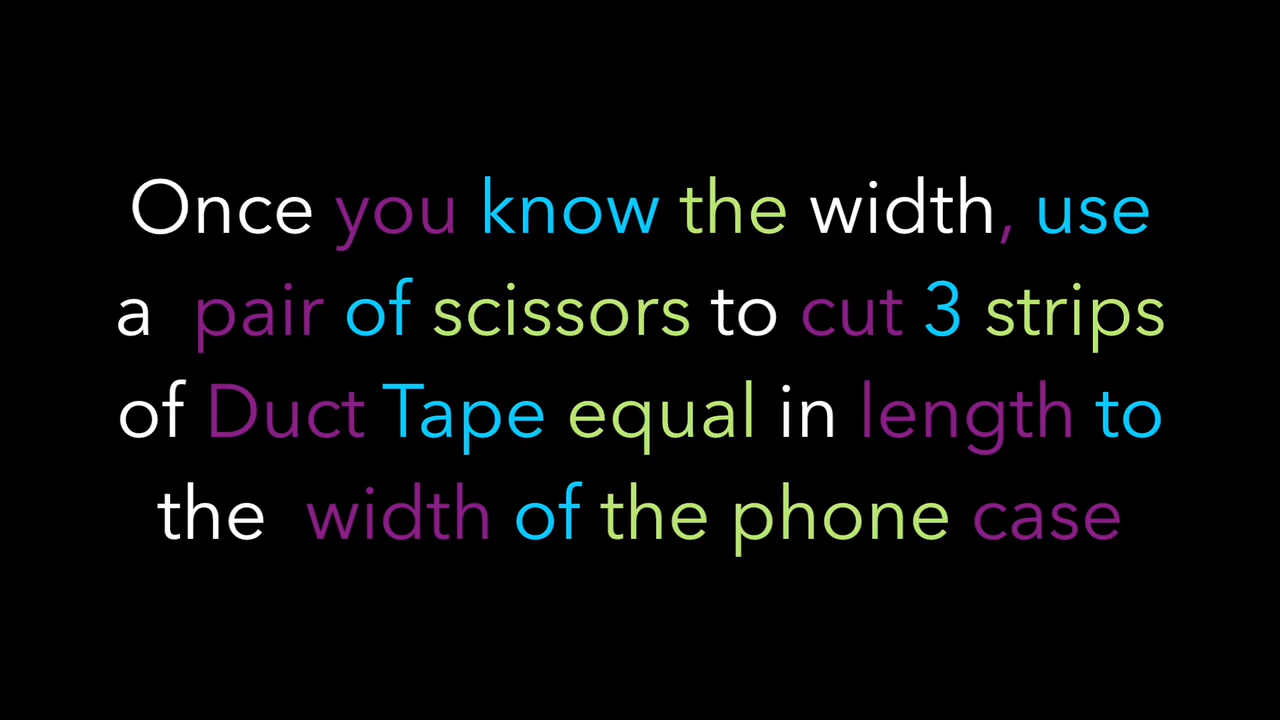 Once you know the width, use
a pair of scissors to cut 3 strips
of Duct Tape equal in length to
the width of the phone case